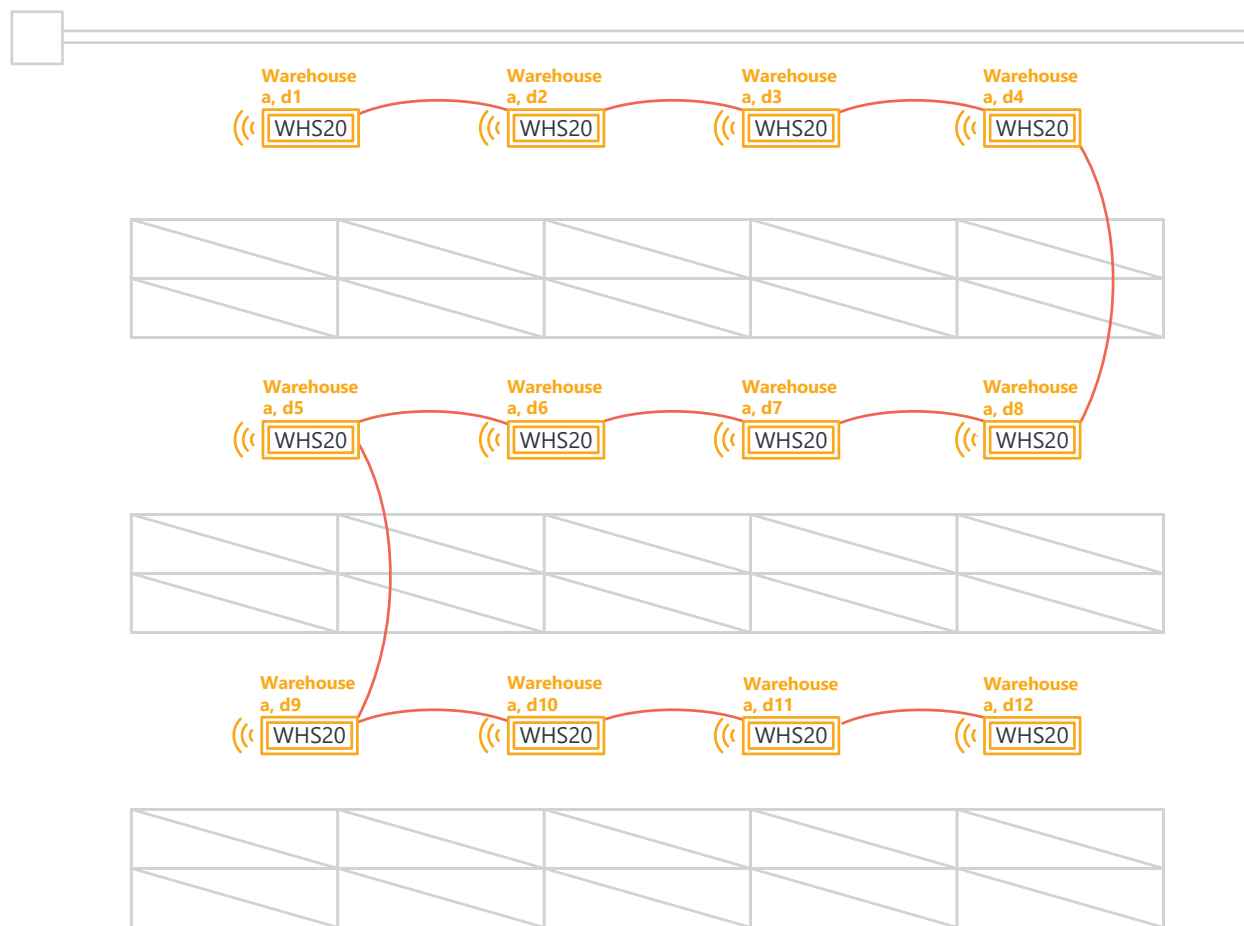 Warehouse
a, d1
WHS20
Warehouse
a, d2
WHS20
Warehouse
a, d3
WHS20
Warehouse
a, d4
WHS20
Warehouse
a, d5
WHS20
Warehouse
a, d6
WHS20
Warehouse
a, d7
WHS20
Warehouse
a, d8
WHS20
Warehouse
a, d9
WHS20
Warehouse
a, d10
WHS20
Warehouse
a, d11
WHS20
Warehouse
a, d12
WHS20